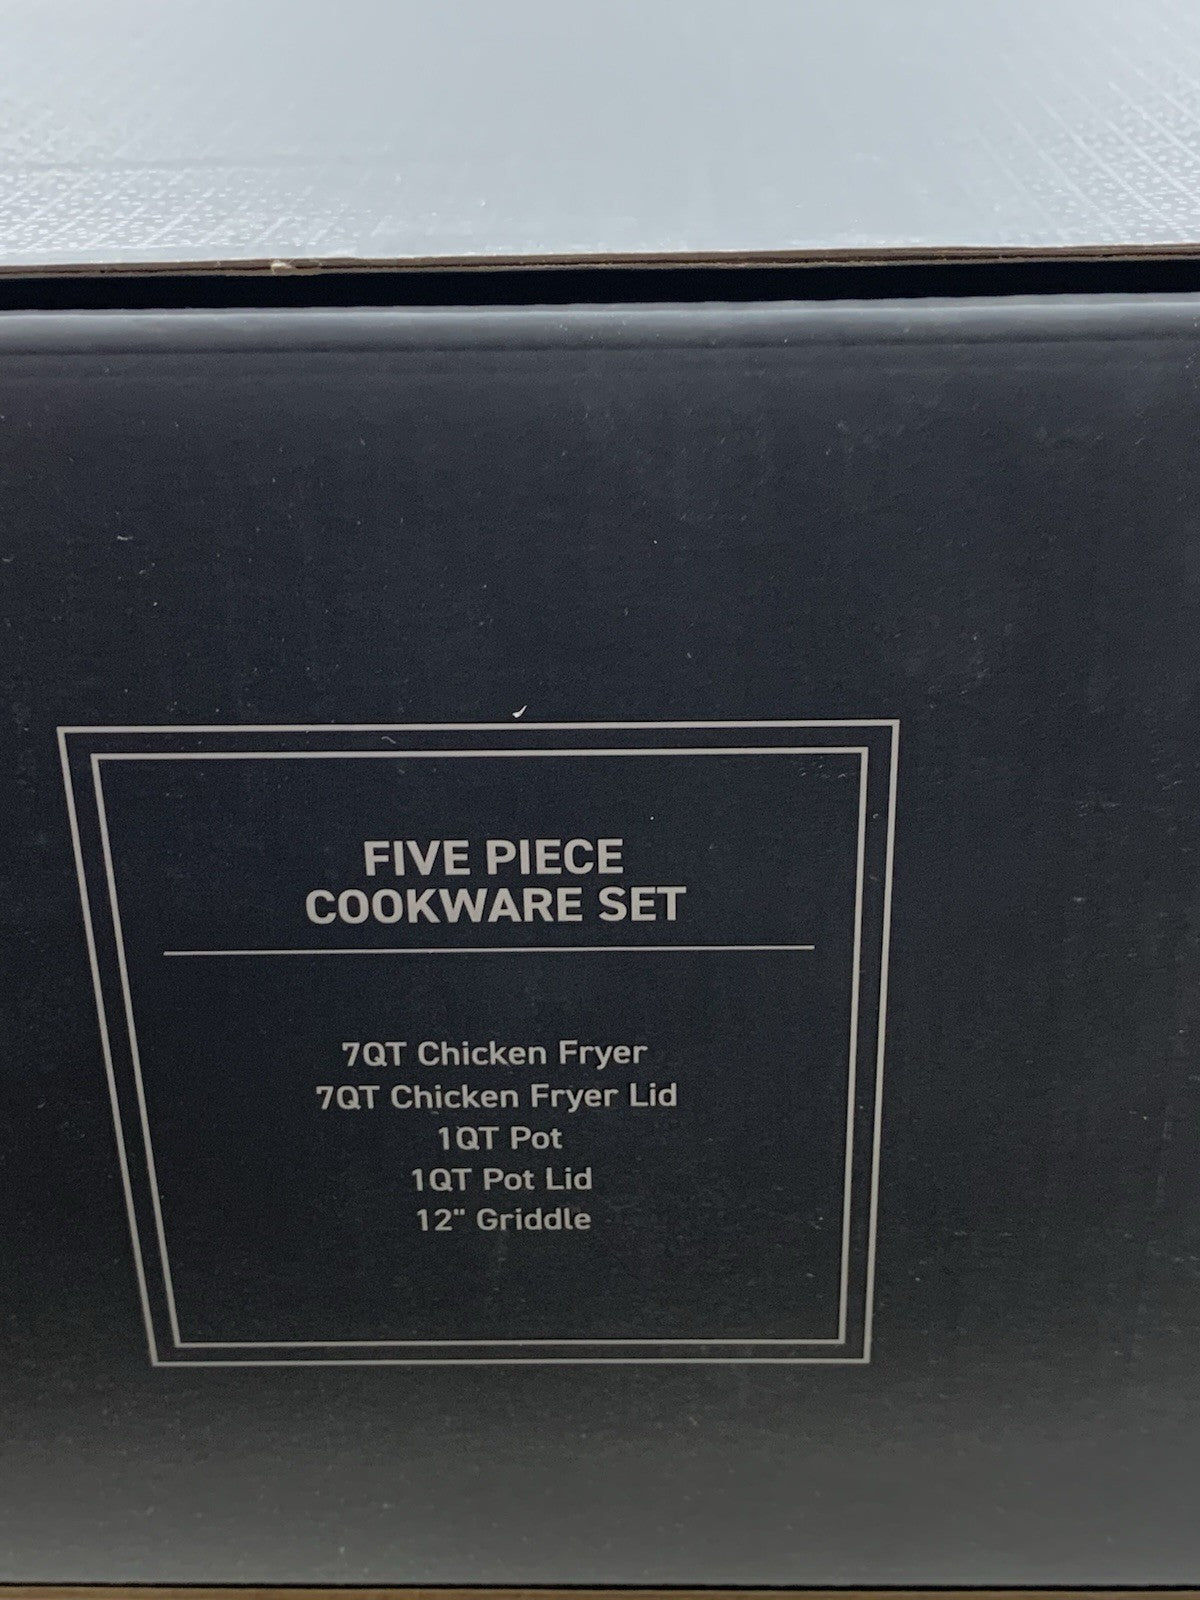 FIVE PIECE
COOKWARE SET
7QT Chicken Fryer
7QT Chicken Fryer Lid
1QT Pot
1QT Pot Lid
12" Griddle